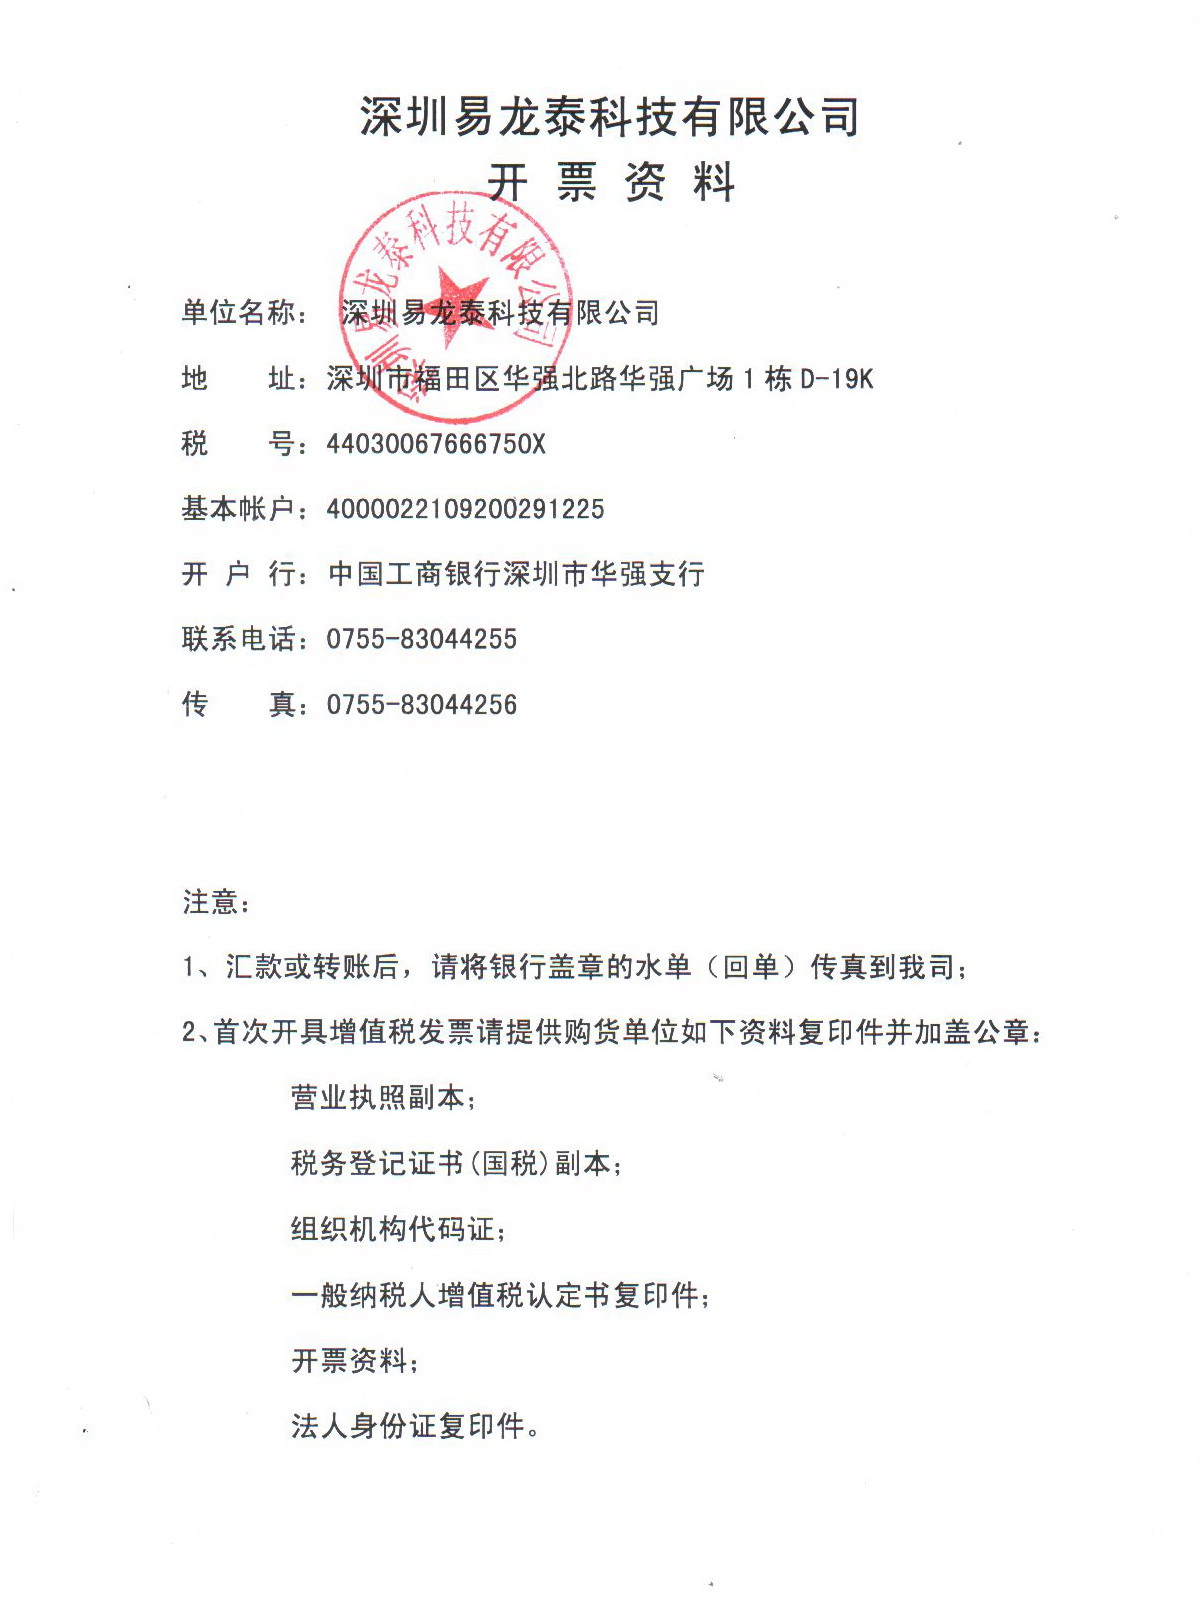 深圳易龙泰科技有限公司
开 票 资 料
深圳易龙泰科技有限公司
单位名称： 深圳易龙泰科技有限公司
地　　址：深圳市福田区华强北路华强广场1栋D-19K
税　　号：44030067666750X
基本帐户：4000022109200291225
开 户 行：中国工商银行深圳市华强支行
联系电话：0755-83044255
传　　真：0755-83044256
注意：
1、汇款或转账后，请将银行盖章的水单（回单）传真到我司；
2、首次开具增值税发票请提供购货单位如下资料复印件并加盖公章：
营业执照副本；
税务登记证书(国税)副本；
组织机构代码证；
一般纳税人增值税认定书复印件；
开票资料；
法人身份证复印件。